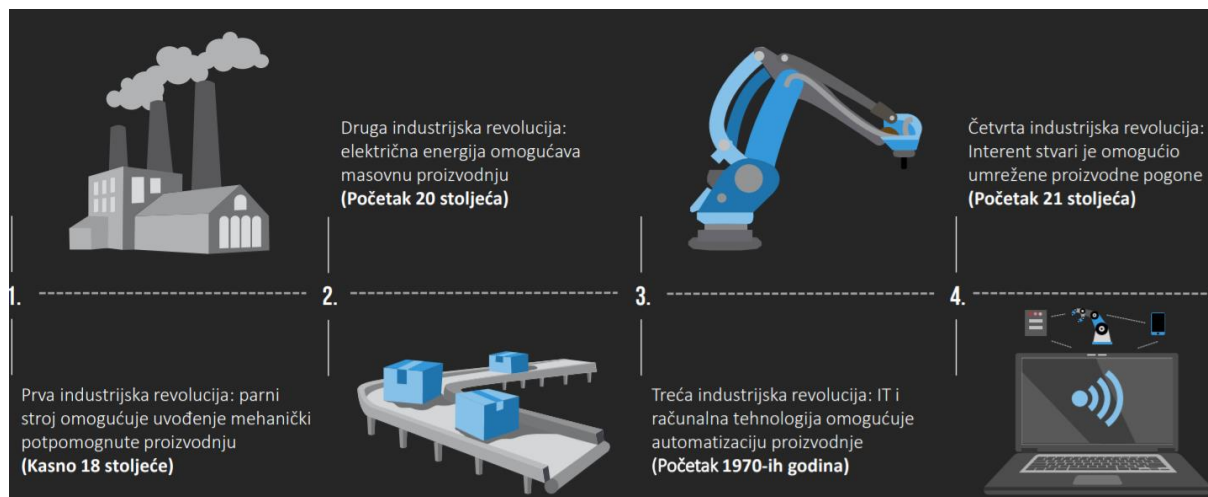 1.
Prva industrijska revolucija: parni
stroj omogućuje uvođenje mehanički
potpomognute proizvodnju
(Kasno 18 stoljeće)
2.
Druga industrijska revolucija:
električna energija omogućava
masovnu proizvodnju
(Početak 20 stoljeća)
3.
Treća industrijska revolucija: IT i
računalna tehnologija omogućuje
automatizaciju proizvodnje
(Početak 1970-ih godina)
4.
Četvrta industrijska revolucija:
Interent stvari je omogućio
umrežene proizvodne pogone
(Početak 21 stoljeća)